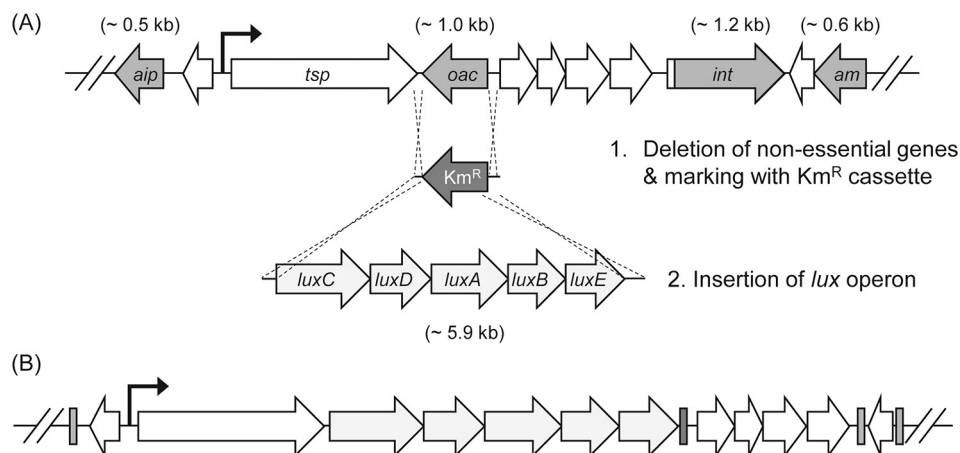 (A)
(~ 0.5 kb)
(~ 1.0 kb)
(~ 1.2 kb)
(~ 0.6 kb)
aip
tsp
oac
int
am
Km^R
1. Deletion of non-essential genes
& marking with Km^R cassette
luxC
luxD
luxA
luxB
luxE
2. Insertion of lux operon
(~ 5.9 kb)
(B)